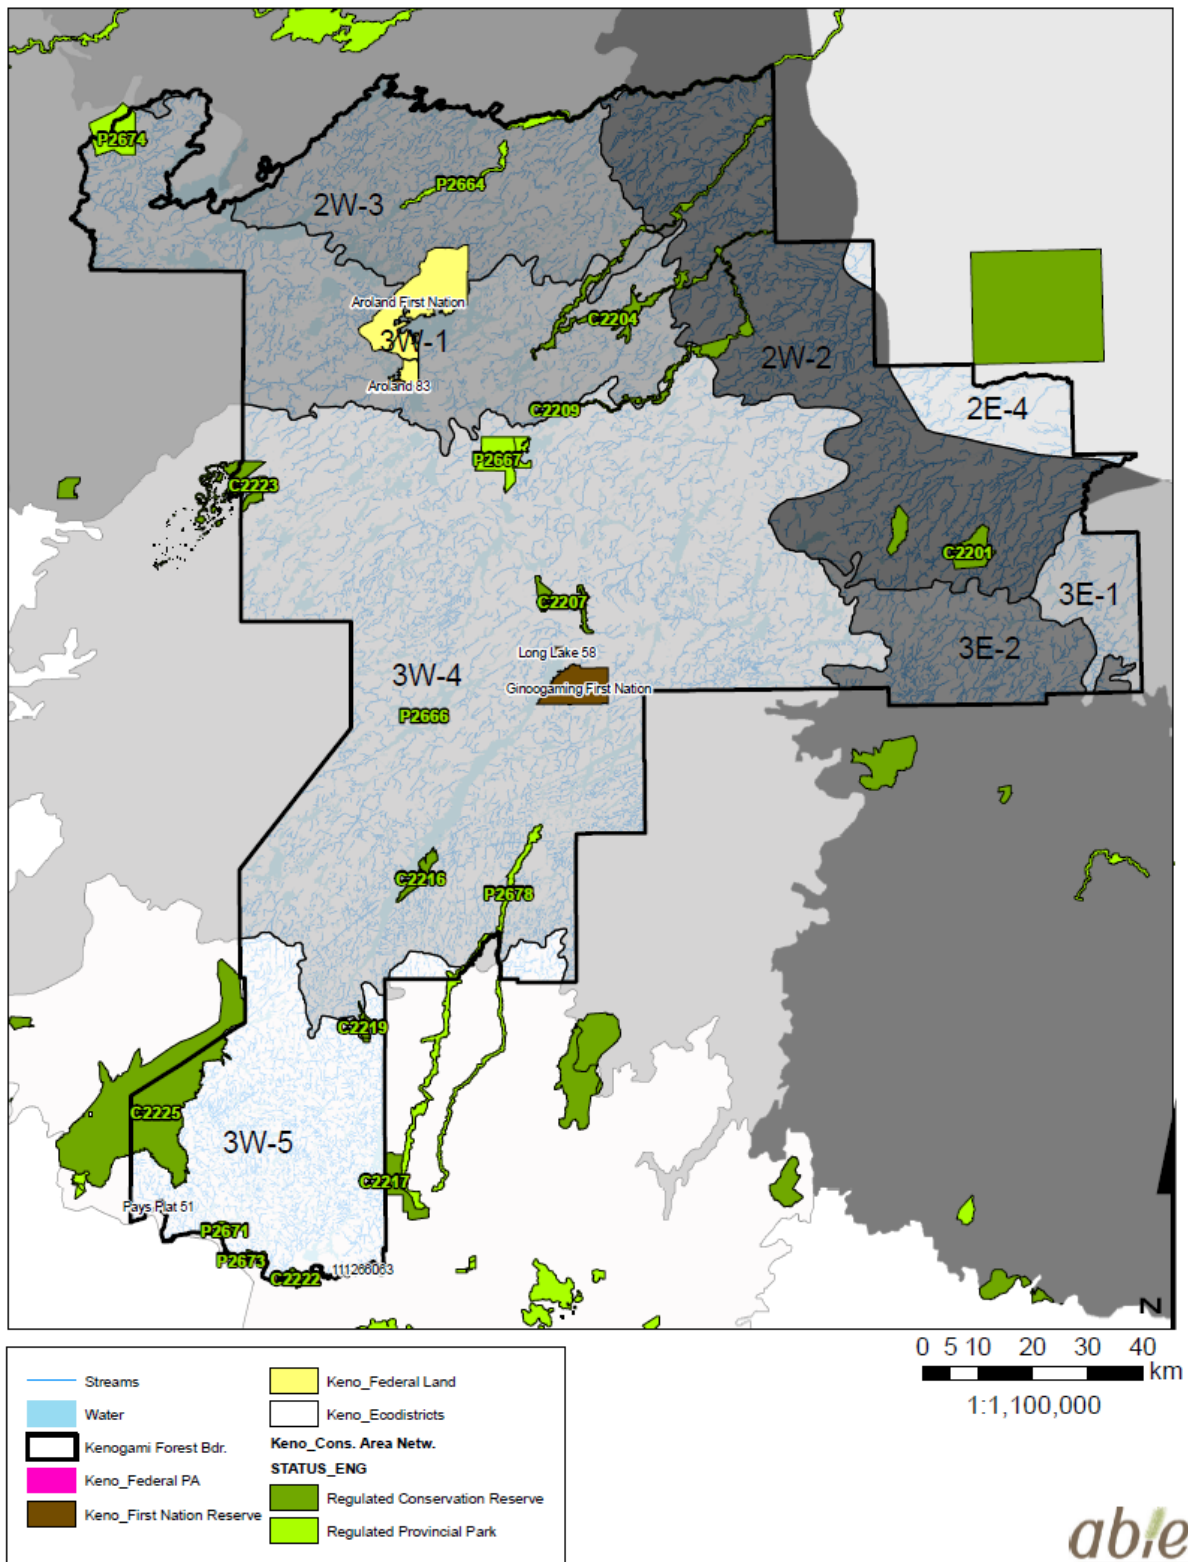 P2674
P2664
2W-3
Aroland First Nation
3W-1
C2204
2W-2
Aroland 83
C2209
2E-4
P2667
C2223
C2201
C2207
3E-1
Long Lake 58
3E-2
3W-4
Ginoogaming First Nation
P2666
C2216
P2678
C2219
C2225
3W-5
C2217
Pays Plat 51
P2671
P2673
C2222
111266063
N
0 5 10 20 30 40
km
1:1,100,000
Streams
Water
Kenogami Forest Bdr.
Keno_Federal PA
Keno_First Nation Reserve
Keno_Federal Land
Keno_Ecodistricts
Keno_Cons. Area Netw.
STATUS_ENG
Regulated Conservation Reserve
Regulated Provincial Park
able